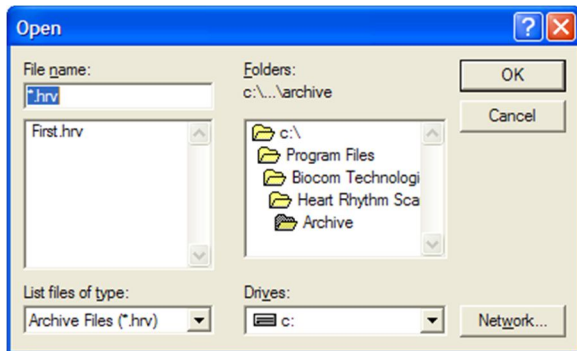 Open
File name:
*.hrv
First.hrv
List files of type:
Archive Files (*.hrv)
Folders:
c:\...\archive
c:\
Program Files
Biocom Technologi
Heart Rhythm Sca
Archive
Drives:
c:
OK
Cancel
Network...